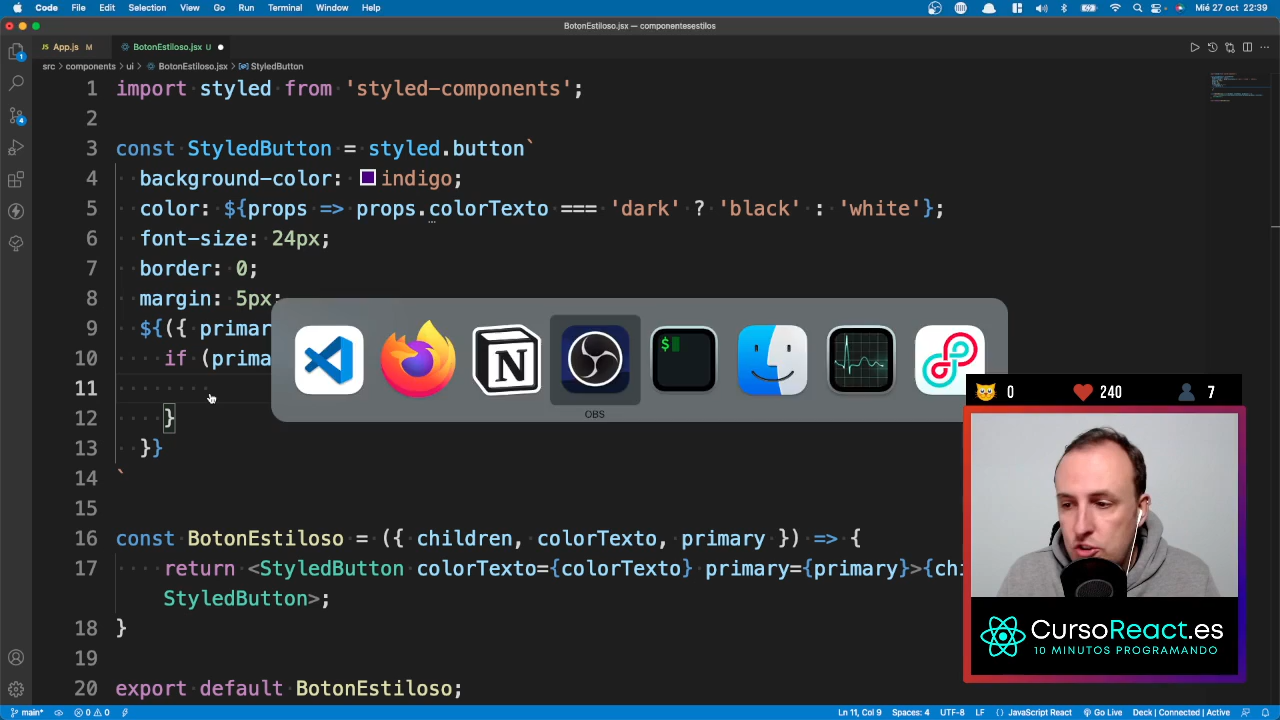 Code File Edit Selection View Go Run Terminal Window Help Mié 27 oct 22:39
BotonEstiloso.jsx — componentesestilos
App.js M BotonEstiloso.jsx U
src components ui BotonEstiloso.jsx StyledButton
1 import styled from 'styled-components';
2
3 const StyledButton = styled.button`
4 background-color: indigo;
5 color: ${props => props.colorTexto === 'dark' ? 'black' : 'white'};
6 font-size: 24px;
7 border: 0;
8 margin: 5px;
9 ${({ primar
10 if (prima
11
12 }
13 }}
14 `
15
16 const BotonEstiloso = ({ children, colorTexto, primary }) => {
17 return <StyledButton colorTexto={colorTexto} primary={primary}>{chi
StyledButton>;
18 }
19
20 export default BotonEstiloso;
OBS
0 240 7
CursoReact.es
10 MINUTOS PROGRAMANDO
main* 0 0 Ln 11, Col 9 Spaces: 4 UTF-8 LF JavaScript React Go Live Deck | Connected | Active